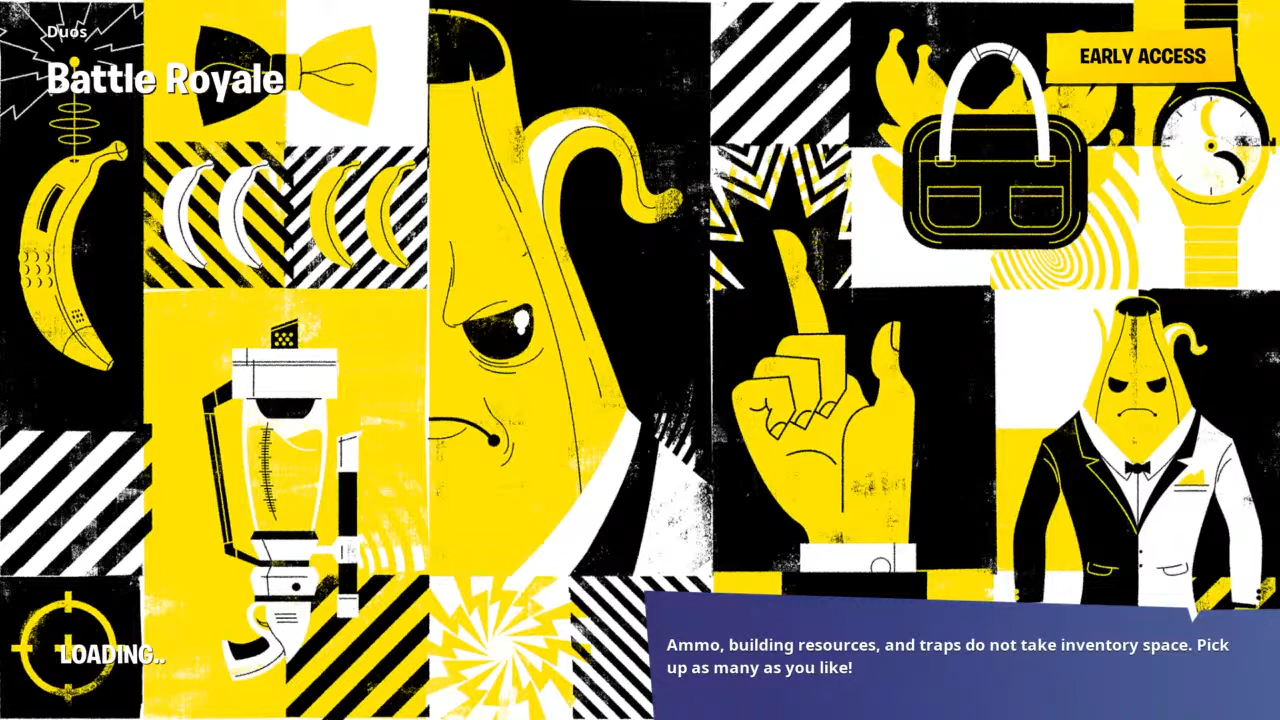 Duos
Battle Royale
EARLY ACCESS
LOADING..
Ammo, building resources, and traps do not take inventory space. Pick
up as many as you like!